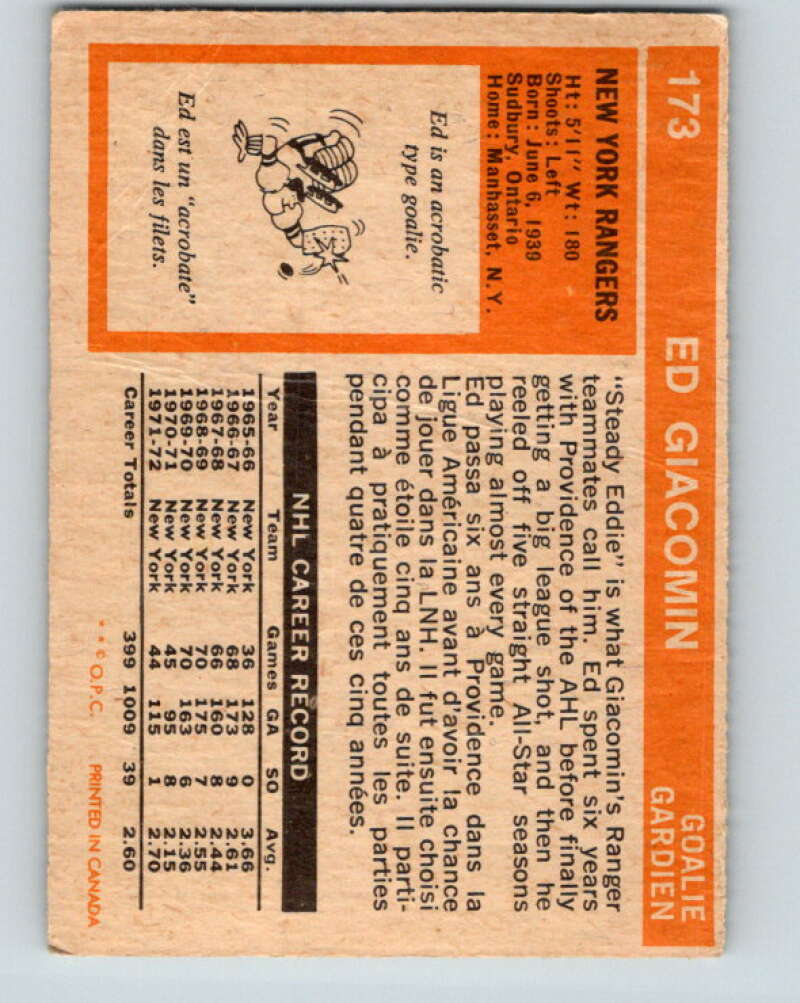 173 ED GIACOMIN GOALIE
GARDIEN
NEW YORK RANGERS
Ht: 5'11" Wt: 180
Shoots: Left
Born: June 6, 1939
Sudbury, Ontario
Home: Manhasset, N.Y.
Ed is an acrobatic
type goalie.
Ed est un "acrobate"
dans les filets.
"Steady Eddie" is what Giacomin's Ranger
teammates call him. Ed spent six years
with Providence of the AHL before finally
getting a big league shot, and then he
reeled off five straight All-Star seasons
playing almost every game.
Ed passa six ans à Providence dans la
Ligue Américaine avant d'avoir la chance
de jouer dans la LNH. Il fut ensuite choisi
comme étoile cinq ans de suite. Il parti-
cipa à pratiquement toutes les parties
pendant quatre de ces cinq années.
NHL CAREER RECORD
Year Team Games GA SO Avg.
1965-66 New York 36 128 0 3.66
1966-67 New York 68 173 9 2.61
1967-68 New York 66 160 8 2.44
1968-69 New York 70 175 7 2.55
1969-70 New York 70 163 6 2.36
1970-71 New York 45 95 8 2.15
1971-72 New York 44 115 1 2.70
Career Totals 399 1009 39 2.60
* * © O.P.C. PRINTED IN CANADA